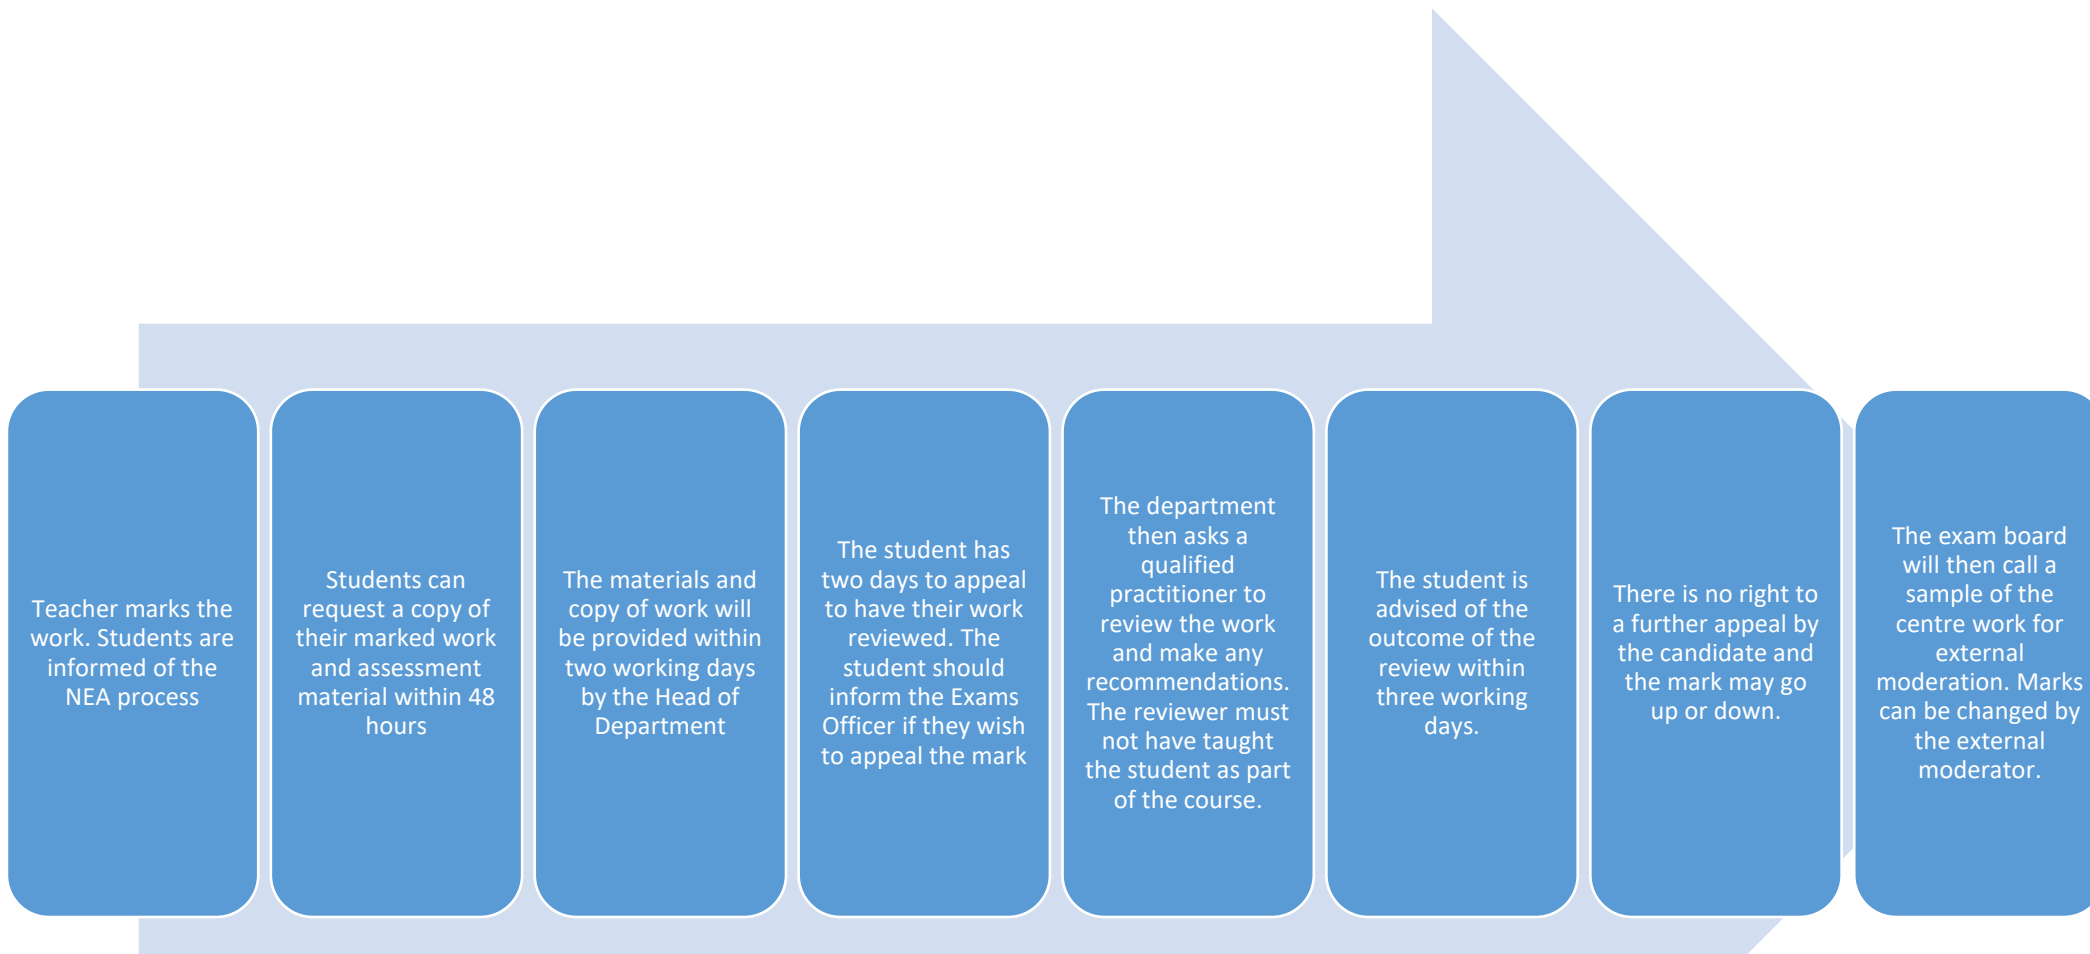 Teacher marks the
work. Students are
informed of the
NEA process
Students can
request a copy of
their marked work
and assessment
material within 48
hours
The materials and
copy of work will
be provided within
two working days
by the Head of
Department
The student has
two days to appeal
to have their work
reviewed. The
student should
inform the Exams
Officer if they wish
to appeal the mark
The department
then asks a
qualified
practitioner to
review the work
and make any
recommendations.
The reviewer must
not have taught
the student as part
of the course.
The student is
advised of the
outcome of the
review within
three working
days.
There is no right to
a further appeal by
the candidate and
the mark may go
up or down.
The exam board
will then call a
sample of the
centre work for
external
moderation. Marks
can be changed by
the external
moderator.